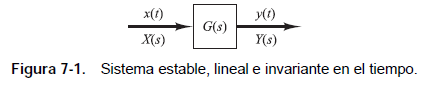 x(t)
X(s)
G(s)
y(t)
Y(s)
Figura 7-1. Sistema estable, lineal e invariante en el tiempo.